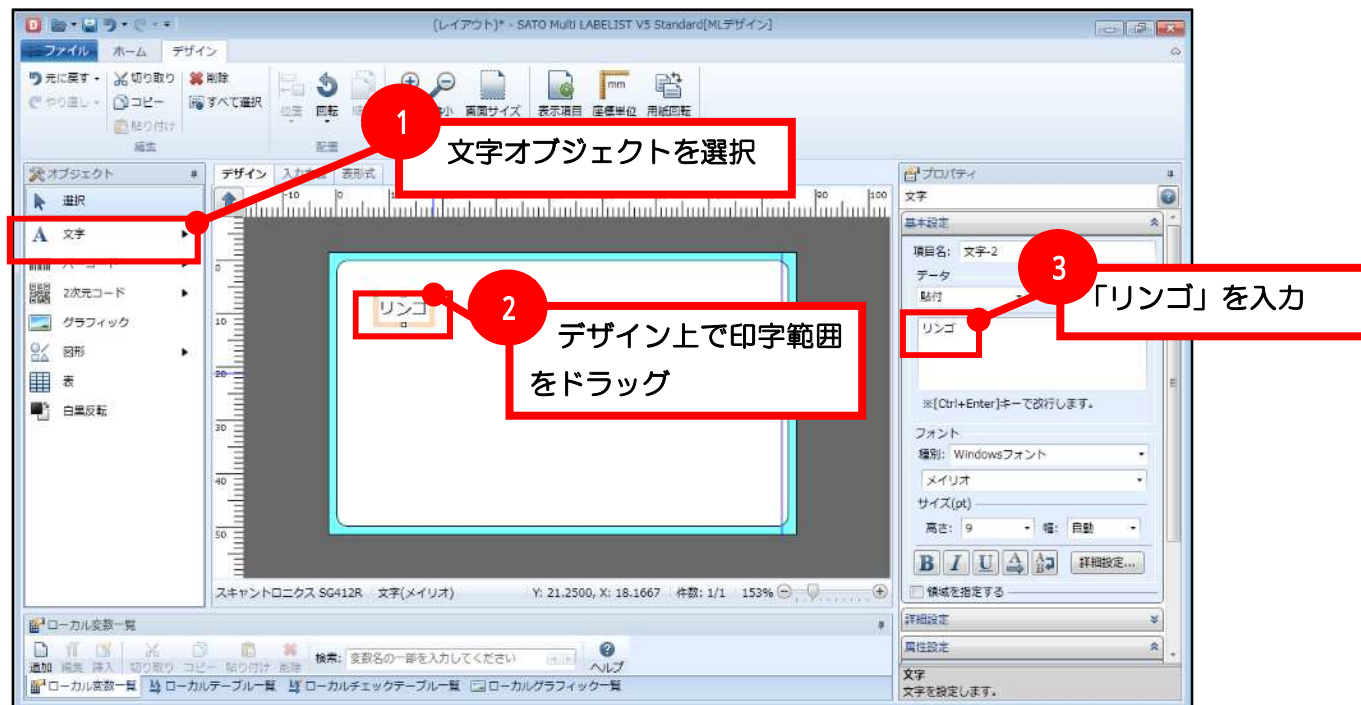 (レイアウト)* - SATO Multi LABELIST V5 Standard[MLデザイン]
ファイル ホーム デザイン
元に戻す 切り取り 削除
やり直し コピー すべて選択
貼り付け
位置 回転 画面サイズ 表示項目 座標単位 用紙回転
mm
編集 配置
1
文字オブジェクトを選択
オブジェクト
選択
A 文字
2次元コード
グラフィック
図形
表
白黒反転
デザイン 表形式
-10 0 90 100
0
10
20
30
40
50
リンゴ
2
デザイン上で印字範囲
をドラッグ
プロパティ
文字
基本設定
項目名: 文字-2
データ
貼付
3
「リンゴ」を入力
リンゴ
※[Ctrl+Enter]キーで改行します。
フォント
種別: Windowsフォント
メイリオ
サイズ(pt)
高さ: 9 幅: 自動
B I U A 詳細設定...
領域を指定する
詳細設定
属性設定
文字
文字を設定します。
スキャントロニクス SG412R 文字(メイリオ) Y: 21.2500, X: 18.1667 件数: 1/1 153%
ローカル変数一覧
追加 編集 挿入 切り取り コピー 貼り付け 削除 検索: 変数名の一部を入力してください ヘルプ
ローカル変数一覧 ローカルテーブル一覧 ローカルチェックテーブル一覧 ローカルグラフィック一覧